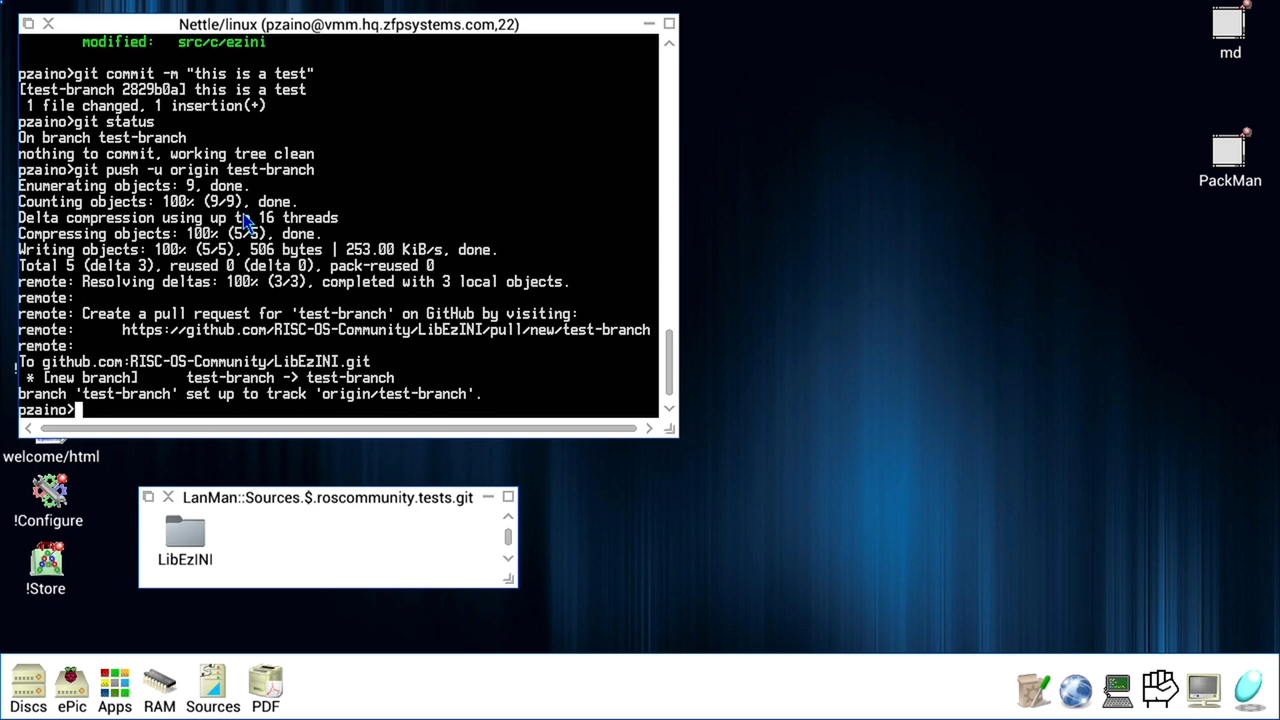 Nettle/linux (pzaino@vmm.hq.zfpsystems.com,22)
modified:   src/c/ezini
pzaino>git commit -m "this is a test"
[test-branch 2829b0a] this is a test
1 file changed, 1 insertion(+)
pzaino>git status
On branch test-branch
nothing to commit, working tree clean
pzaino>git push -u origin test-branch
Enumerating objects: 9, done.
Counting objects: 100% (9/9), done.
Delta compression using up to 16 threads
Compressing objects: 100% (5/5), done.
Writing objects: 100% (5/5), 506 bytes | 253.00 KiB/s, done.
Total 5 (delta 3), reused 0 (delta 0), pack-reused 0
remote: Resolving deltas: 100% (3/3), completed with 3 local objects.
remote:
remote: Create a pull request for 'test-branch' on GitHub by visiting:
remote:      https://github.com/RISC-OS-Community/LibEzINI/pull/new/test-branch
remote:
To github.com:RISC-OS-Community/LibEzINI.git
* [new branch]      test-branch -> test-branch
branch 'test-branch' set up to track 'origin/test-branch'.
pzaino>
md
PackMan
welcome/html
!Configure
!Store
LanMan::Sources.$.roscommunity.tests.git
LibEzINI
Discs
ePic
Apps
RAM
Sources
PDF